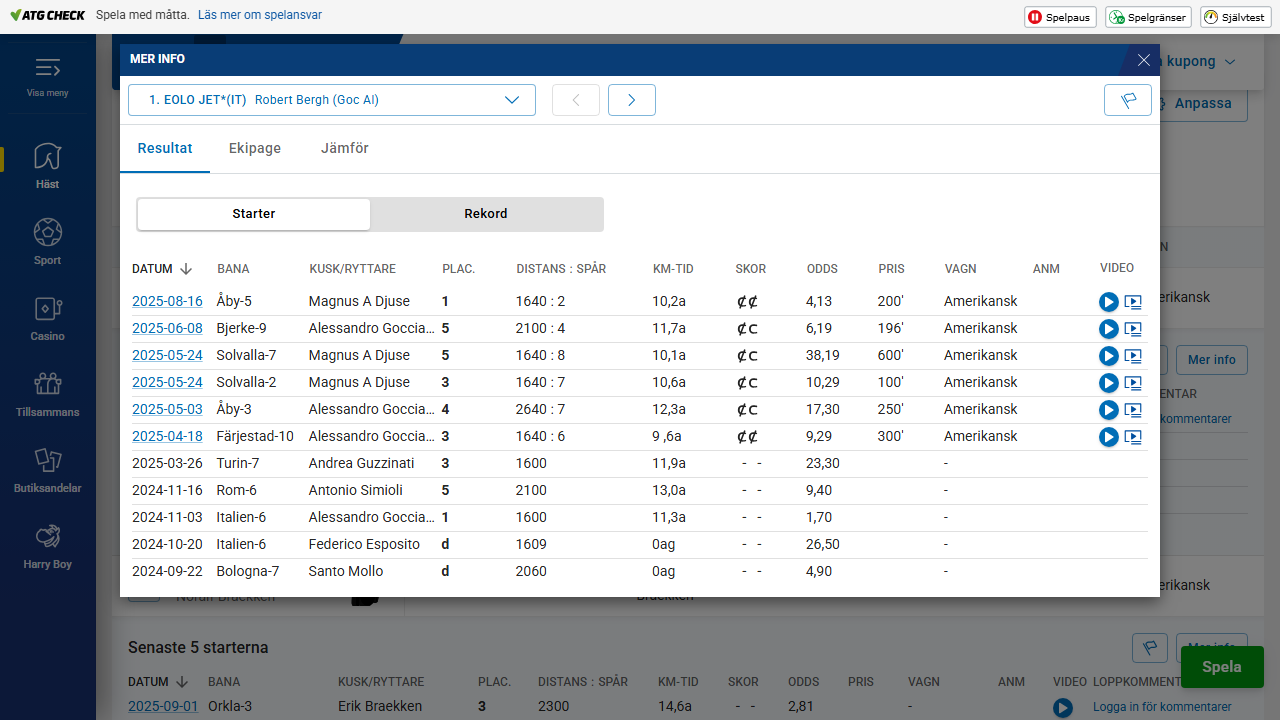 ATG CHECK Spela med måtta. Läs mer om spelansvar Spelpaus Spelgränser Självtest
Visa meny
Häst
Sport
Casino
Tillsammans
Butiksandelar
Harry Boy
kupong
Anpassa
MER INFO
1. EOLO JET*(IT) Robert Bergh (Goc Al)
Resultat Ekipage Jämför
Starter Rekord
DATUM BANA KUSK/RYTTARE PLAC. DISTANS : SPÅR KM-TID SKOR ODDS PRIS VAGN ANM VIDEO
2025-08-16 Åby-5 Magnus A Djuse 1 1640 : 2 10,2a ȼ ȼ 4,13 200' Amerikansk
2025-06-08 Bjerke-9 Alessandro Goccia... 5 2100 : 4 11,7a ȼ c 6,19 196' Amerikansk
2025-05-24 Solvalla-7 Magnus A Djuse 5 1640 : 8 10,1a ȼ c 38,19 600' Amerikansk
2025-05-24 Solvalla-2 Magnus A Djuse 3 1640 : 7 10,6a ȼ c 10,29 100' Amerikansk
2025-05-03 Åby-3 Alessandro Goccia... 4 2640 : 7 12,3a ȼ c 17,30 250' Amerikansk
2025-04-18 Färjestad-10 Alessandro Goccia... 3 1640 : 6 9 ,6a ȼ ȼ 9,29 300' Amerikansk
2025-03-26 Turin-7 Andrea Guzzinati 3 1600 11,9a - - 23,30 -
2024-11-16 Rom-6 Antonio Simioli 5 2100 13,0a - - 9,40 -
2024-11-03 Italien-6 Alessandro Goccia... 1 1600 11,3a - - 1,70 -
2024-10-20 Italien-6 Federico Esposito d 1609 0ag - - 26,50 -
2024-09-22 Bologna-7 Santo Mollo d 2060 0ag - - 4,90 -
Mer info
kommentarer
Senaste 5 starterna Mer info
Spela
DATUM BANA KUSK/RYTTARE PLAC. DISTANS : SPÅR KM-TID SKOR ODDS PRIS VAGN ANM VIDEO LOPPKOMMENT
2025-09-01 Orkla-3 Erik Braekken 3 2300 14,6a - - 2,81 - Logga in för kommentarer